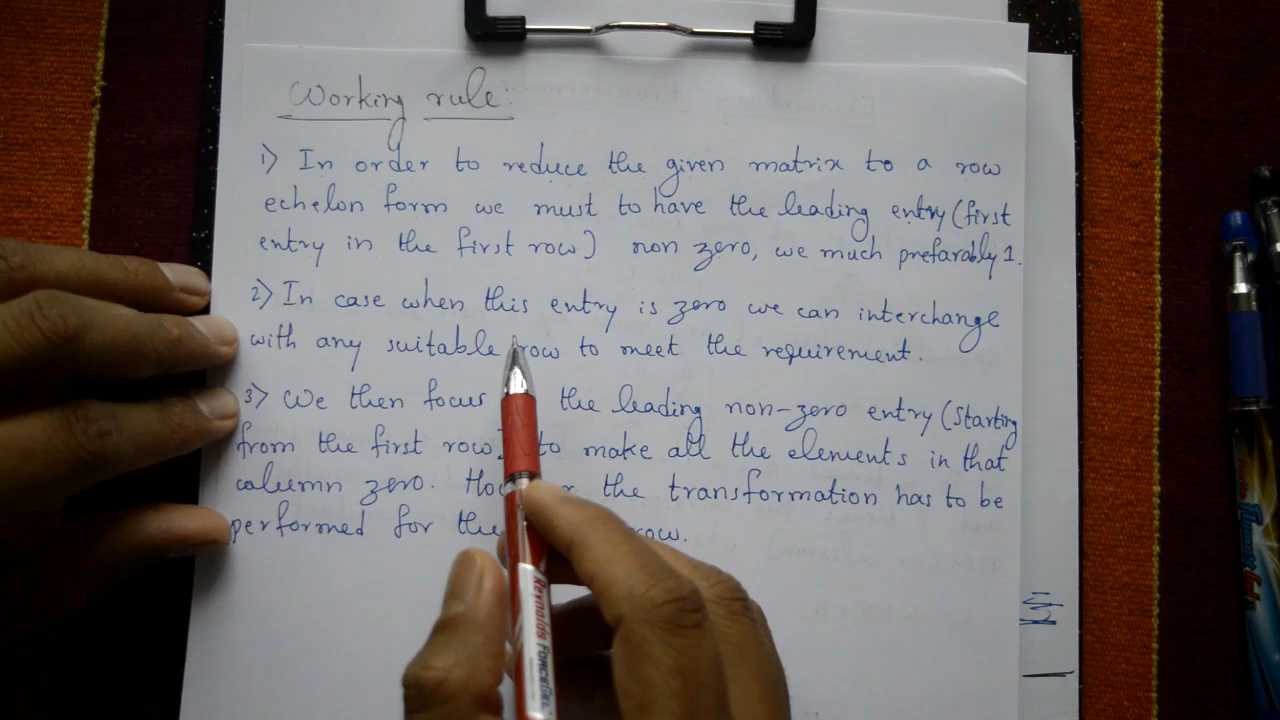 Working rule:
1) In order to reduce the given matrix to a row
echelon form we must to have the leading entry (first
entry in the first row) non zero, we much prefarably 1.
2) In case when this entry is zero we can interchange
with any suitable row to meet the requirement.
3) We then focus the leading non-zero entry (starting
from the first row) to make all the elements in that
column zero. the transformation has to be
performed for the row.
Reynolds